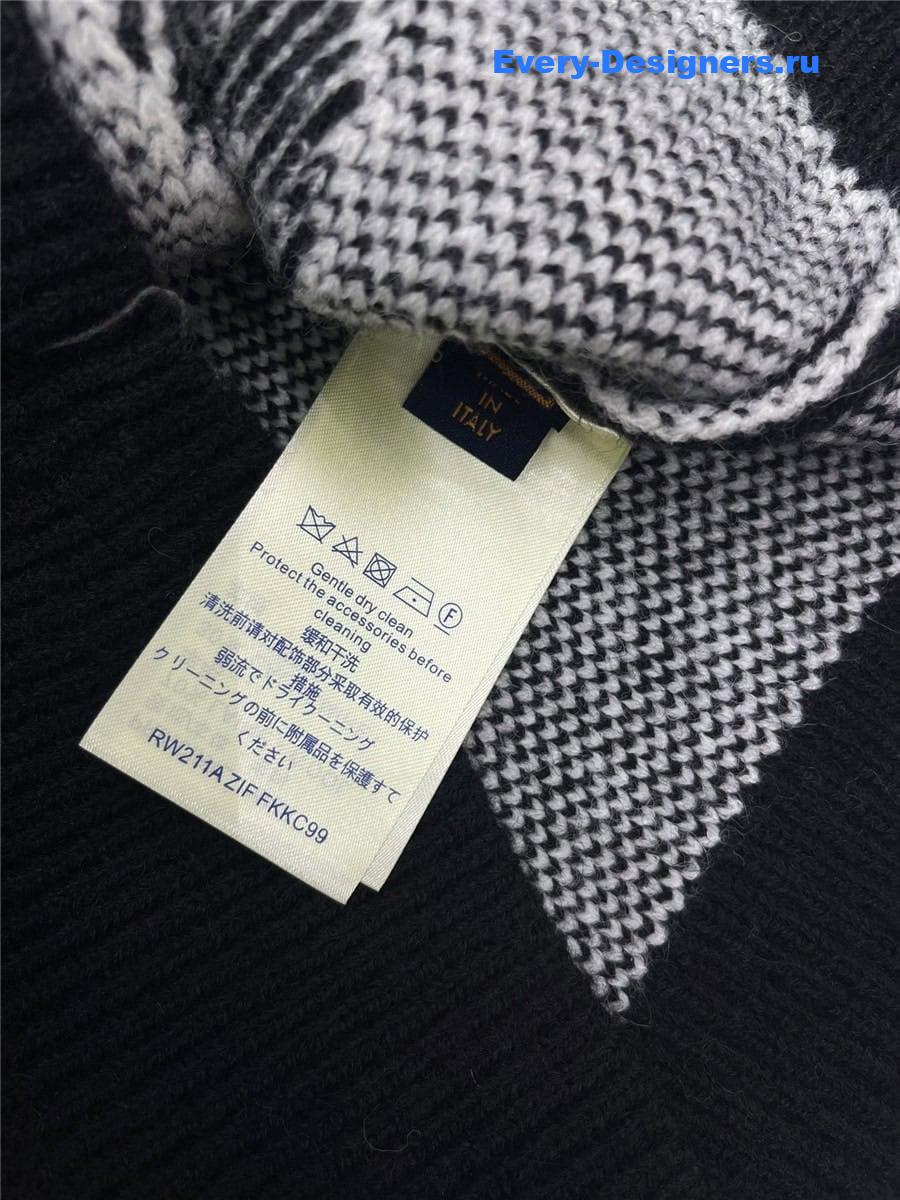 Every-Designers.ru
IN
ITALY
F
Gentle dry clean
Protect the accessories before
cleaning
缓和干洗
清洗前请对配饰部分采取有效的保护
措施
弱流でドライクーニング
クリーニングの前に附属品を保護すて
ください
RW211A ZIF FKKC99